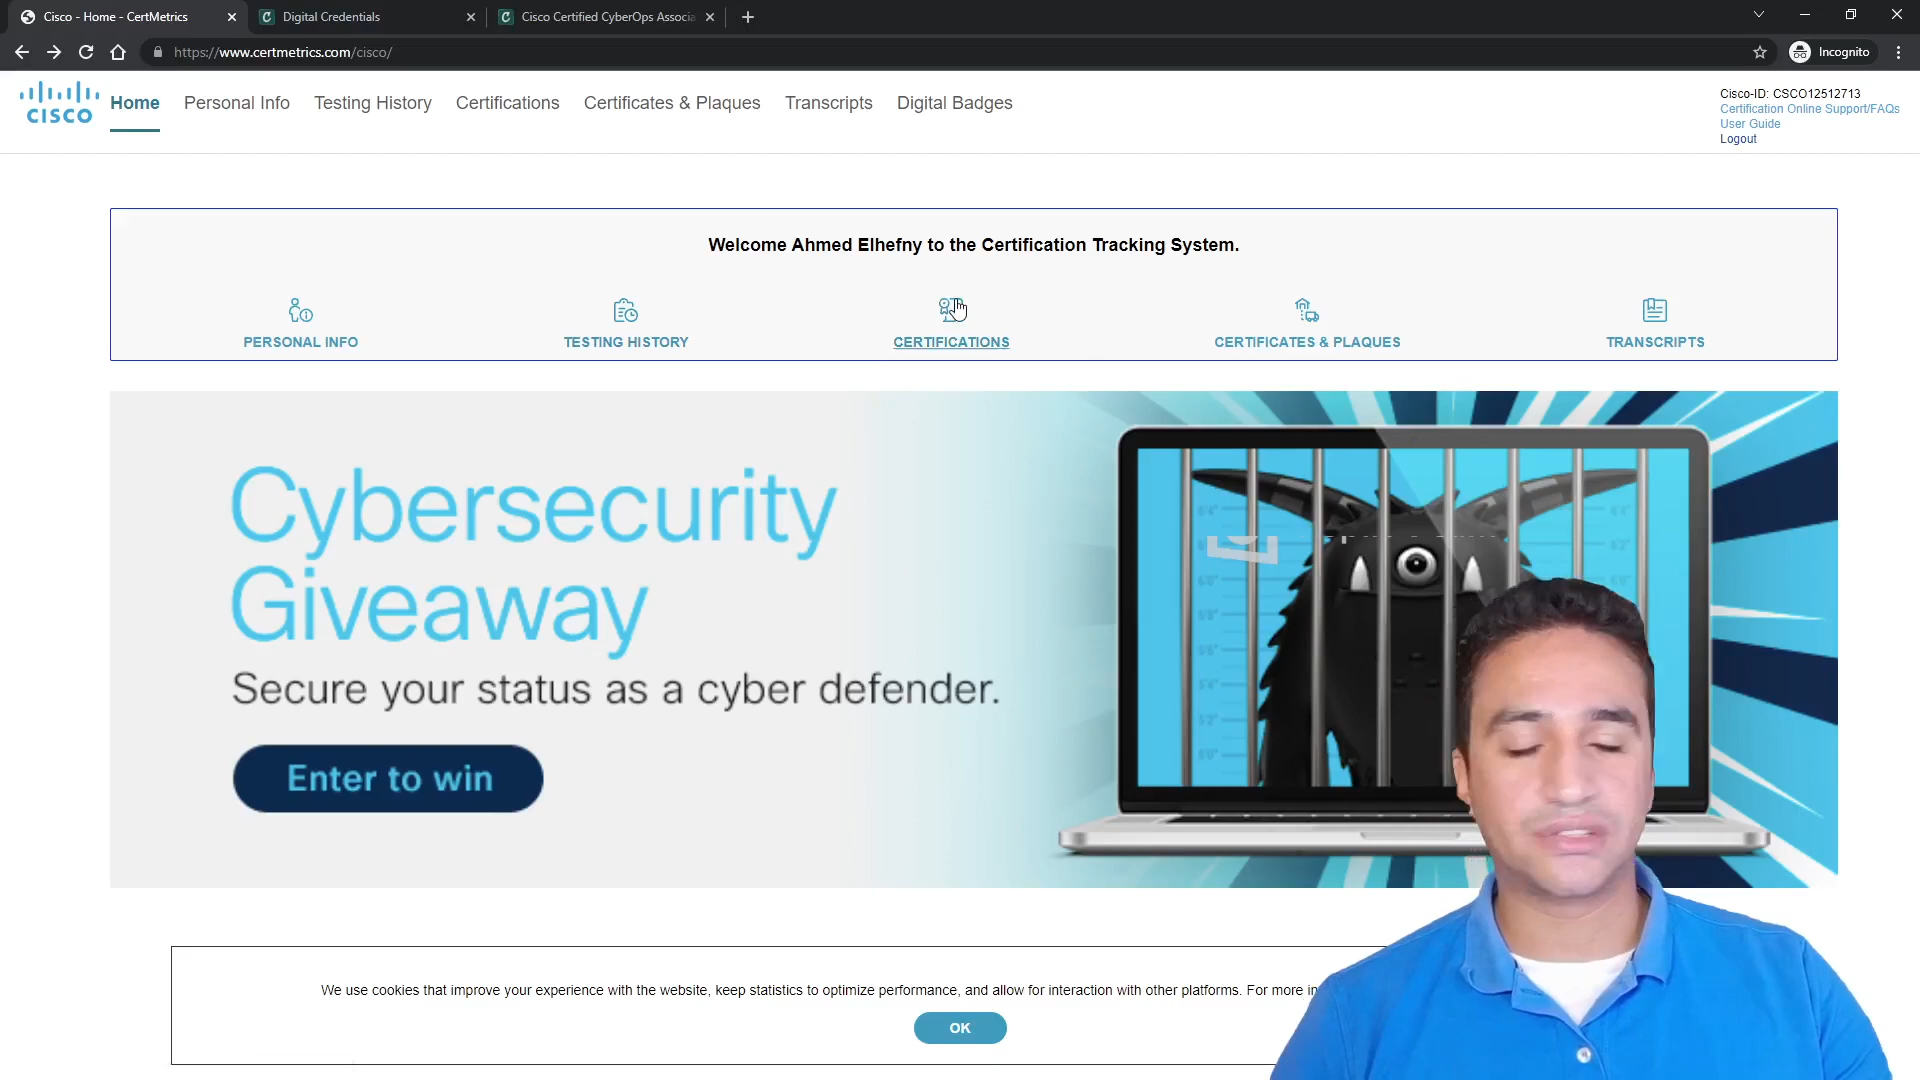 Cisco - Home - CertMetrics
Digital Credentials
Cisco Certified CyberOps Associa
https://www.certmetrics.com/cisco/
Incognito
CISCO
Home
Personal Info
Testing History
Certifications
Certificates & Plaques
Transcripts
Digital Badges
Cisco-ID: CSCO12512713
Certification Online Support/FAQs
User Guide
Logout
Welcome Ahmed Elhefny to the Certification Tracking System.
PERSONAL INFO
TESTING HISTORY
CERTIFICATIONS
CERTIFICATES & PLAQUES
TRANSCRIPTS
Cybersecurity
Giveaway
Secure your status as a cyber defender.
Enter to win
We use cookies that improve your experience with the website, keep statistics to optimize performance, and allow for interaction with other platforms. For more in
OK